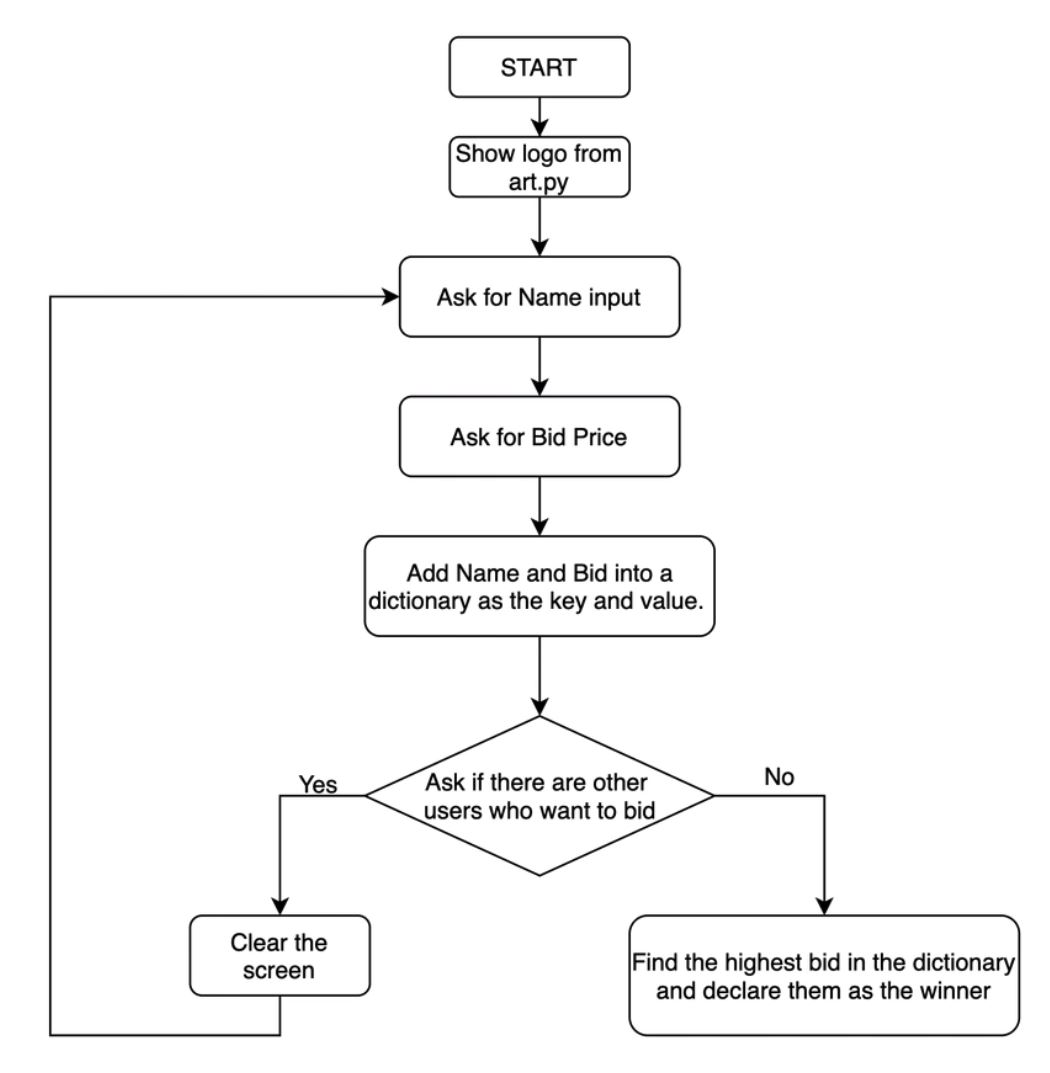 START
Show logo from
art.py
Ask for Name input
Ask for Bid Price
Add Name and Bid into a
dictionary as the key and value.
Ask if there are other
users who want to bid
Yes
No
Clear the
screen
Find the highest bid in the dictionary
and declare them as the winner